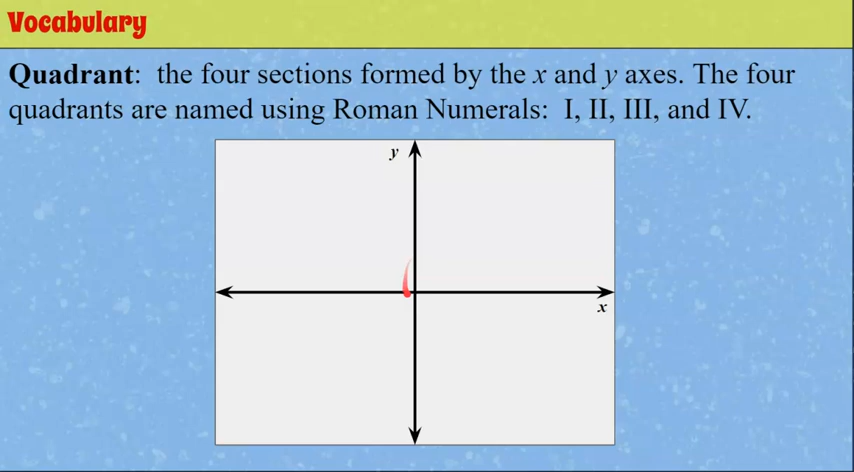 Vocabulary
Quadrant: the four sections formed by the x and y axes. The four
quadrants are named using Roman Numerals: I, II, III, and IV.
y
x